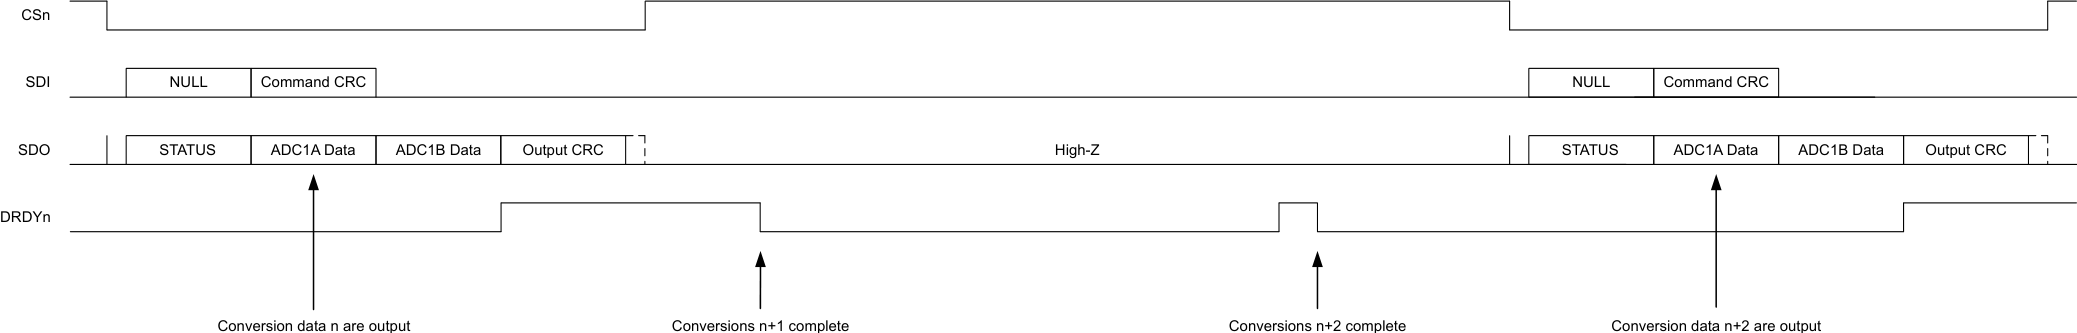 CSn
SDI NULL Command CRC NULL Command CRC
SDO STATUS ADC1A Data ADC1B Data Output CRC High-Z STATUS ADC1A Data ADC1B Data Output CRC
DRDYn
Conversion data n are output Conversions n+1 complete Conversions n+2 complete Conversion data n+2 are output